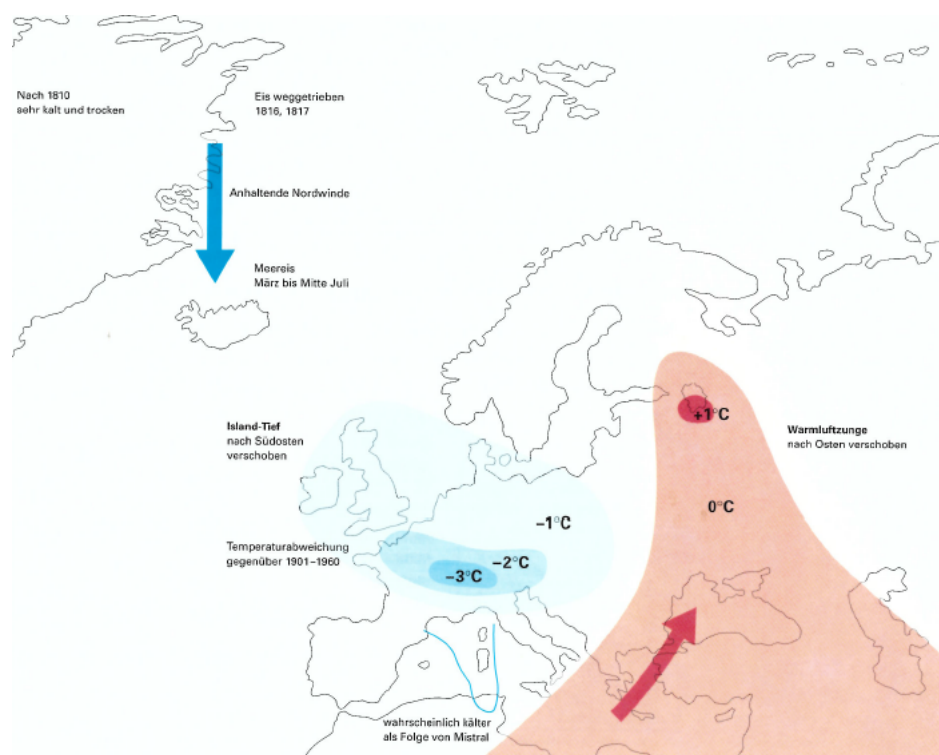 Nach 1810
sehr kalt und trocken
Eis weggetrieben
1816, 1817
Anhaltende Nordwinde
Meereis
März bis Mitte Juli
Island-Tief
nach Südosten
verschoben
+1°C
Warmluftzunge
nach Osten verschoben
0°C
–1°C
Temperaturabweichung
gegenüber 1901–1960
–2°C
–3°C
wahrscheinlich kälter
als Folge von Mistral